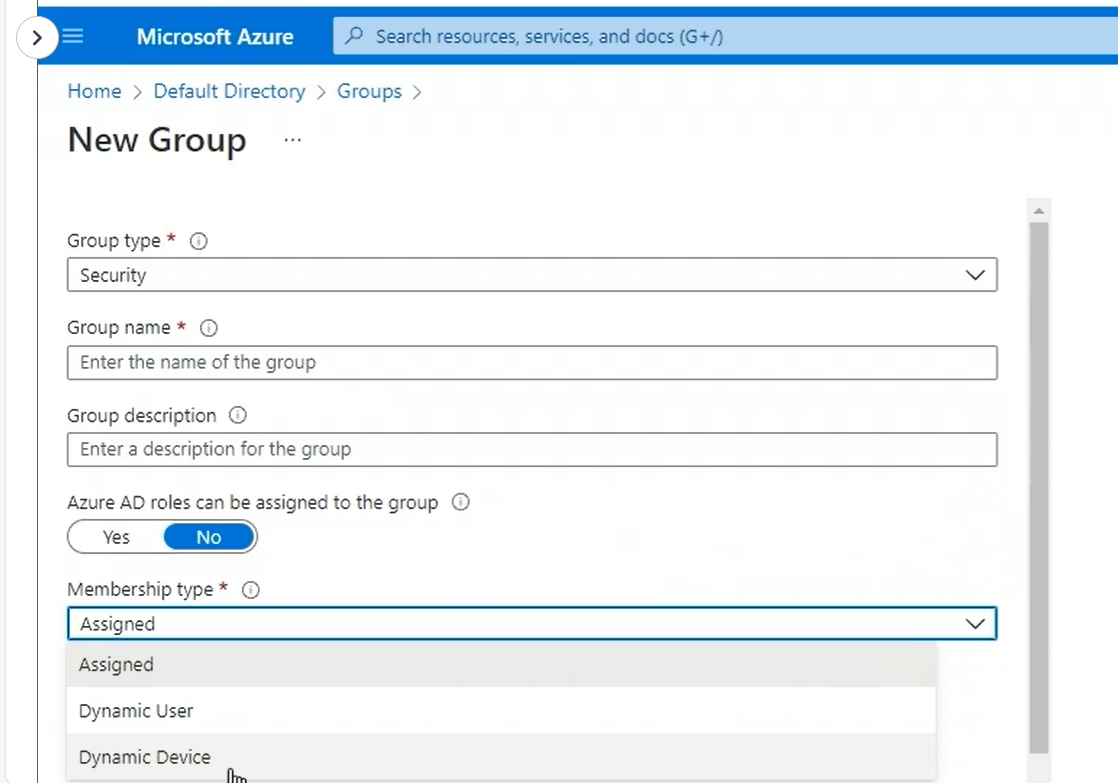 Microsoft Azure
Search resources, services, and docs (G+/)
Home > Default Directory > Groups >
New Group ...
Group type *
Security
Group name *
Enter the name of the group
Group description
Enter a description for the group
Azure AD roles can be assigned to the group
Yes No
Membership type *
Assigned
Assigned
Dynamic User
Dynamic Device